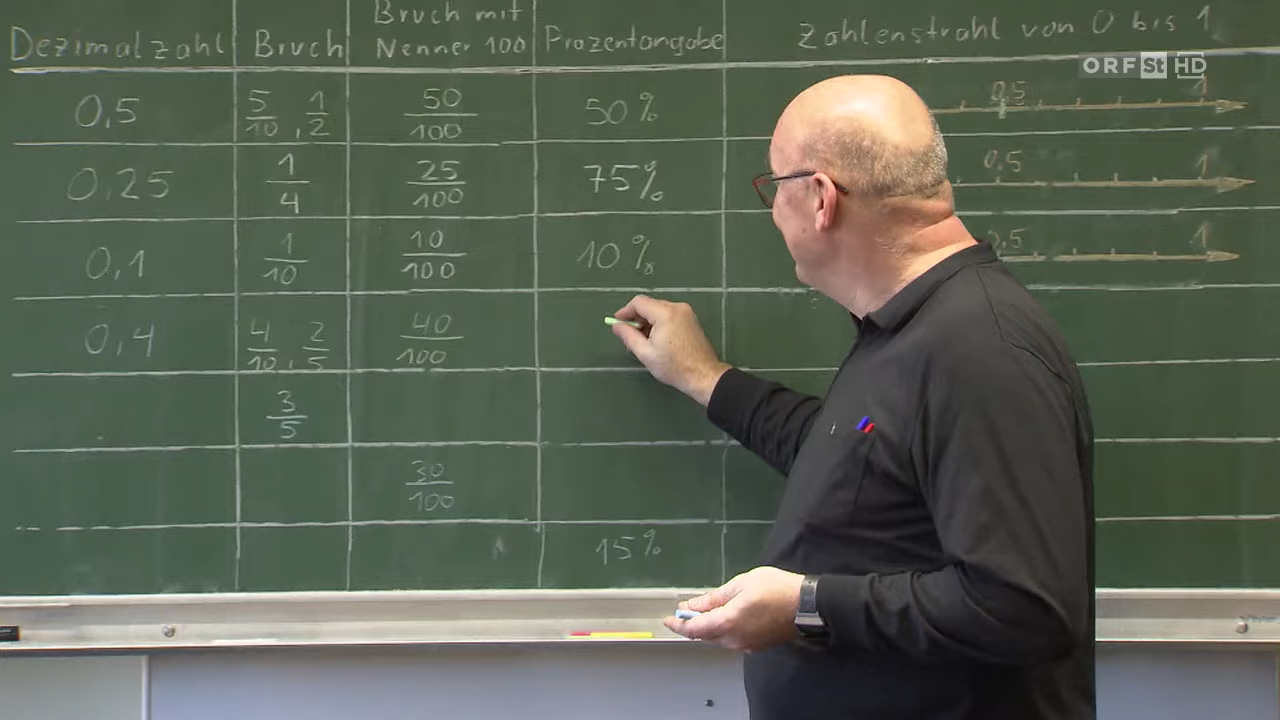 Dezimalzahl Bruch Bruch mit Nenner 100 Prozentangabe Zahlenstrahl von 0 bis 1
ORF St HD
0,5 5/10, 1/2 50/100 50% 0,5 1
0,25 1/4 25/100 75% 0,5 1
0,1 1/10 10/100 10% 0,5 1
0,4 4/10, 2/5 40/100
3/5
30/100
15%